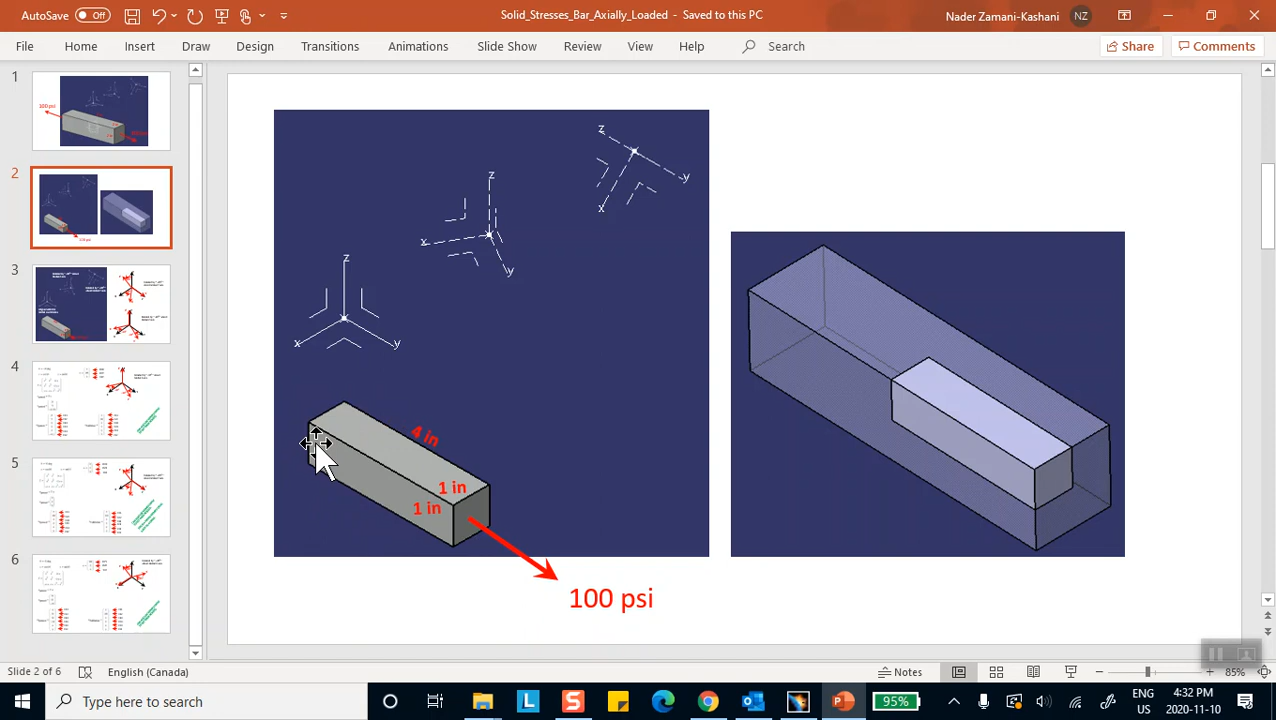 AutoSave Off
Solid_Stresses_Bar_Axially_Loaded - Saved to this PC
Nader Zamani-Kashani NZ
File Home Insert Draw Design Transitions Animations Slide Show Review View Help Search Share Comments
1
100 psi
2
3
4
5
6
z
y
x
z
x
y
z
x
y
4 in
1 in
1 in
100 psi
Slide 2 of 6 English (Canada) Notes 85%
Type here to search
L S 95% ENG 4:32 PM
US 2020-11-10